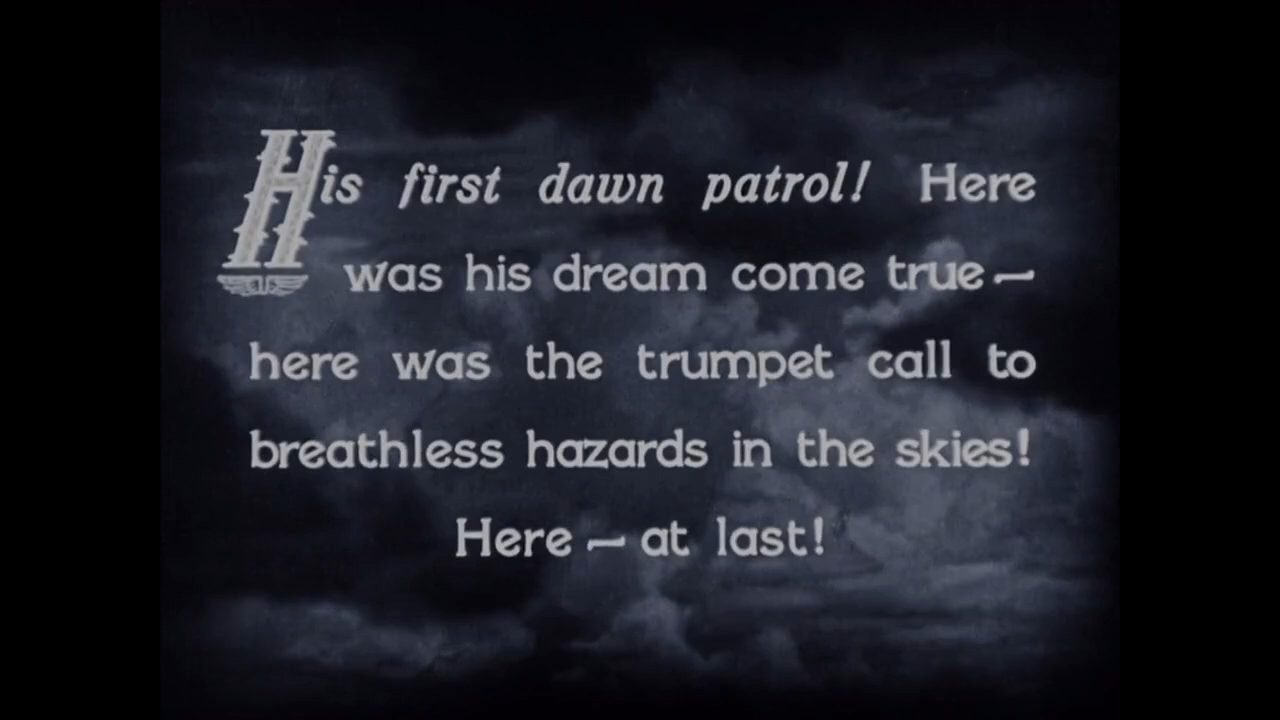 His first dawn patrol! Here
was his dream come true—
here was the trumpet call to
breathless hazards in the skies!
Here — at last!